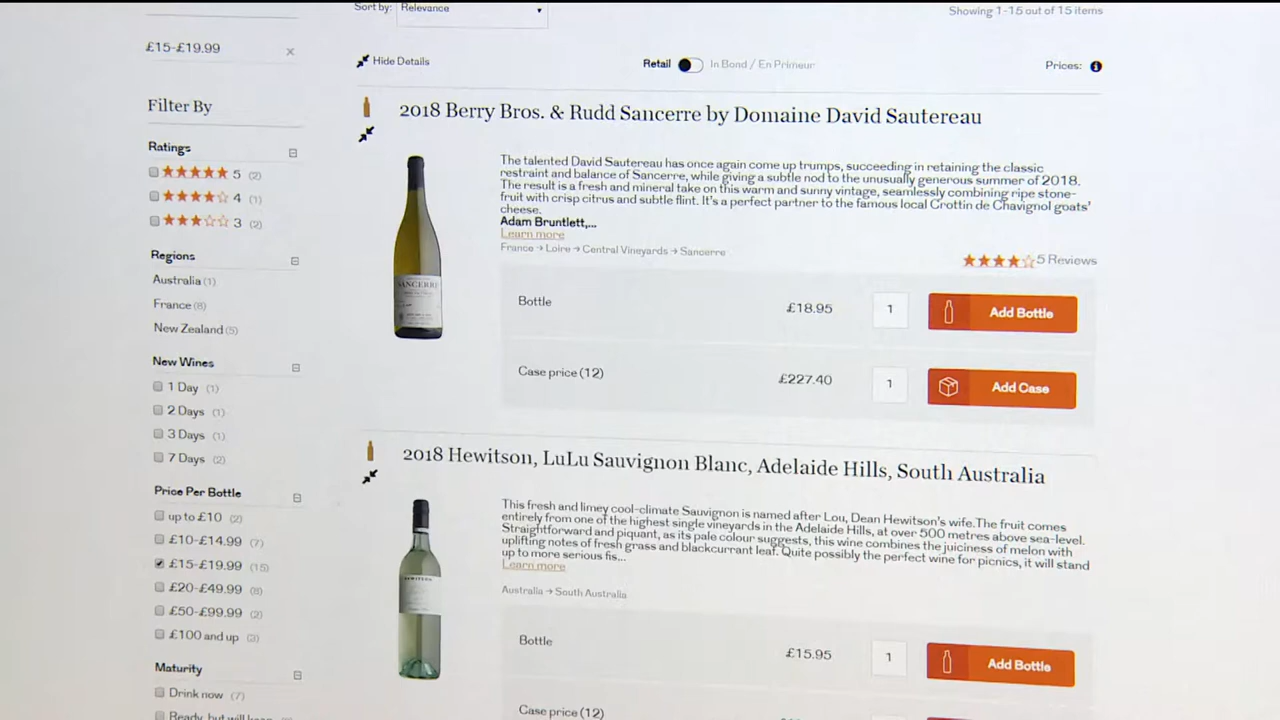 Sort by: Relevance
Showing 1-15 out of 15 items
£15-£19.99
Hide Details
Retail In Bond / En Primeur
Prices:
Filter By
Ratings
5 (2)
4 (1)
3 (2)
Regions
Australia (1)
France (8)
New Zealand (5)
New Wines
1 Day (1)
2 Days (1)
3 Days (1)
7 Days (2)
Price Per Bottle
up to £10 (2)
£10-£14.99 (7)
£15-£19.99 (15)
£20-£49.99 (8)
£50-£99.99 (2)
£100 and up (3)
Maturity
Drink now (7)
Ready, but will keep
2018 Berry Bros. & Rudd Sancerre by Domaine David Sautereau
The talented David Sautereau has once again come up trumps, succeeding in retaining the classic
restraint and balance of Sancerre, while giving a subtle nod to the unusually generous summer of 2018.
The result is a fresh and mineral take on this warm and sunny vintage, seamlessly combining ripe stone-
fruit with crisp citrus and subtle flint. It's a perfect partner to the famous local Crottin de Chavignol goats'
cheese.
Adam Bruntlett,...
Learn more
France → Loire → Central Vineyards → Sancerre
5 Reviews
SANCERRE
Bottle £18.95 1 Add Bottle
Case price (12) £227.40 1 Add Case
2018 Hewitson, LuLu Sauvignon Blanc, Adelaide Hills, South Australia
This fresh and limey cool-climate Sauvignon is named after Lou, Dean Hewitson's wife.The fruit comes
entirely from one of the highest single vineyards in the Adelaide Hills, at over 500 metres above sea-level.
Straightforward and piquant, as its pale colour suggests, this wine combines the juiciness of melon with
uplifting notes of fresh grass and blackcurrant leaf. Quite possibly the perfect wine for picnics, it will stand
up to more serious fis...
Learn more
Australia → South Australia
HEWITSON
Bottle £15.95 1 Add Bottle
Case price (12)